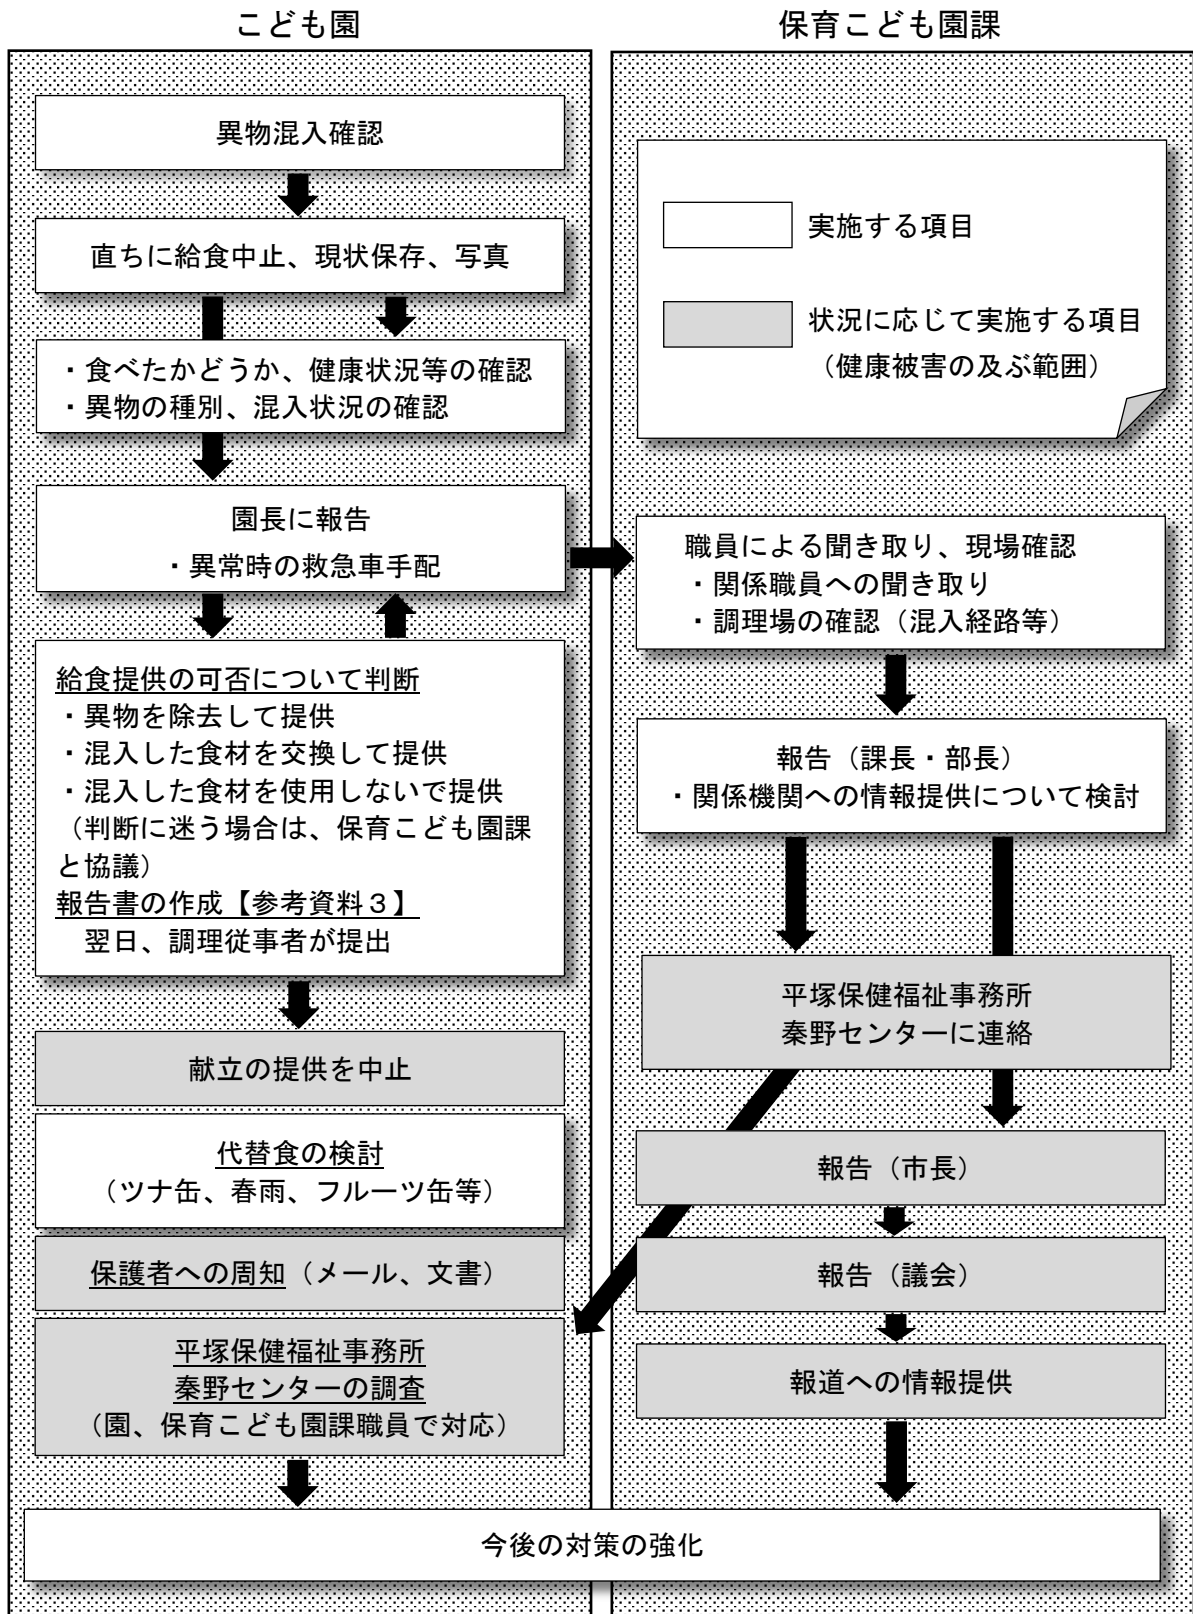 こども園
異物混入確認
直ちに給食中止、現状保存、写真
・食べたかどうか、健康状況等の確認
・異物の種別、混入状況の確認
園長に報告
・異常時の救急車手配
給食提供の可否について判断
・異物を除去して提供
・混入した食材を交換して提供
・混入した食材を使用しないで提供
（判断に迷う場合は、保育こども園課
と協議）
報告書の作成【参考資料３】
翌日、調理従事者が提出
献立の提供を中止
代替食の検討
（ツナ缶、春雨、フルーツ缶等）
保護者への周知（メール、文書）
平塚保健福祉事務所
秦野センターの調査
（園、保育こども園課職員で対応）
保育こども園課
実施する項目
状況に応じて実施する項目
（健康被害の及ぶ範囲）
職員による聞き取り、現場確認
・関係職員への聞き取り
・調理場の確認（混入経路等）
報告（課長・部長）
・関係機関への情報提供について検討
平塚保健福祉事務所
秦野センターに連絡
報告（市長）
報告（議会）
報道への情報提供
今後の対策の強化